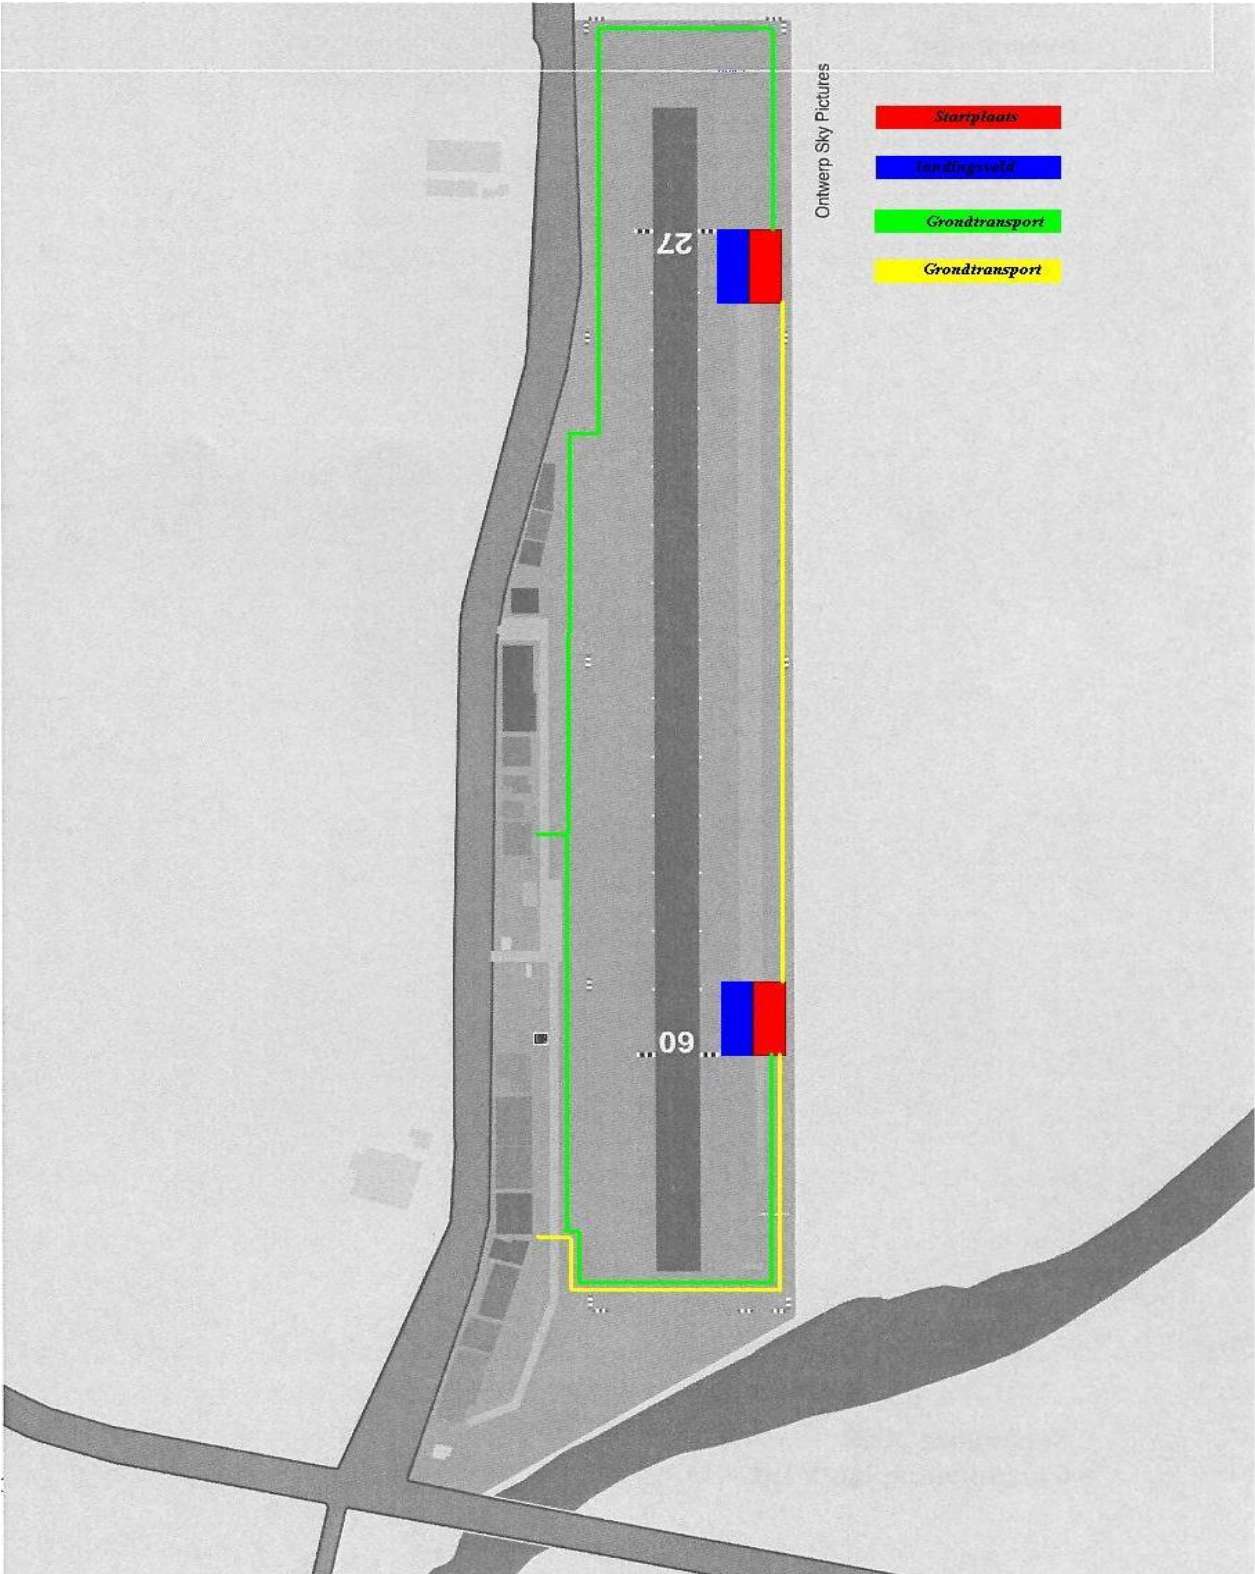 Ontwerp Sky Pictures
Startplaats
landingsveld
Grondtransport
Grondtransport
27
09